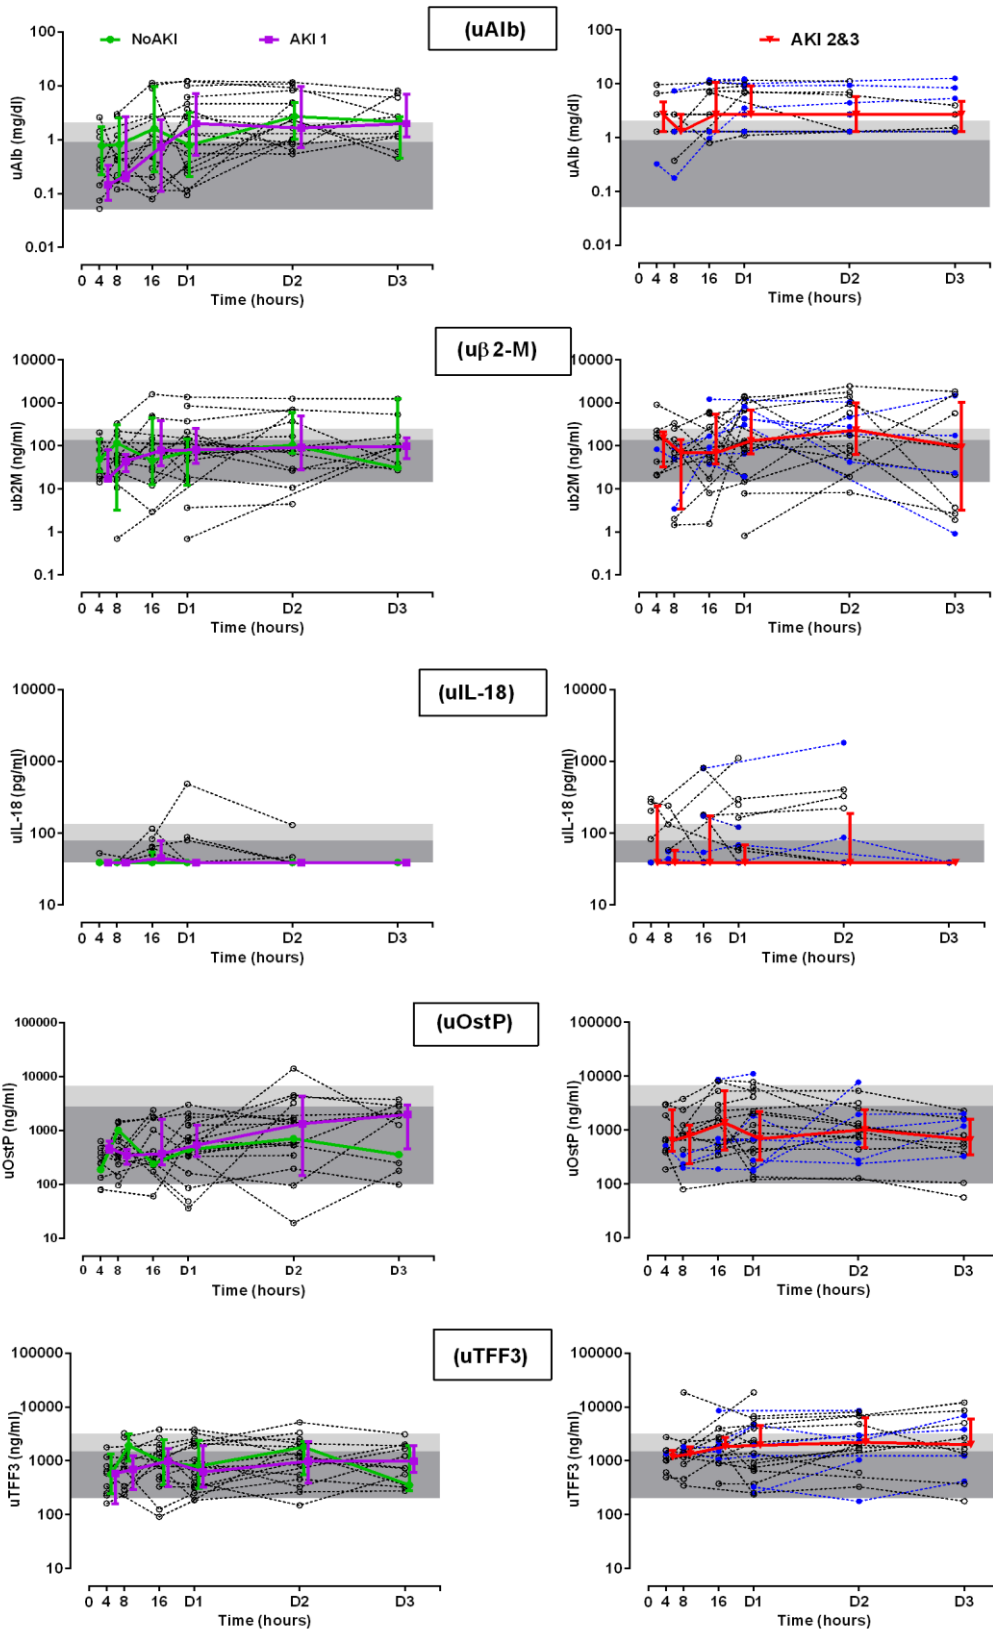 (uAlb)
NoAKI
AKI 1
AKI 2&3
100
10
1
0.1
0.01
uAlb (mg/dl)
0 4 8 16 D1 D2 D3
Time (hours)
100
10
1
0.1
0.01
uAlb (mg/dl)
0 4 8 16 D1 D2 D3
Time (hours)
(uβ2-M)
10000
1000
100
10
1
0.1
ub2M (ng/ml)
0 4 8 16 D1 D2 D3
Time (hours)
10000
1000
100
10
1
0.1
ub2M (ng/ml)
0 4 8 16 D1 D2 D3
Time (hours)
(uIL-18)
10000
1000
100
10
uIL-18 (pg/ml)
0 4 8 16 D1 D2 D3
Time (hours)
10000
1000
100
10
uIL-18 (pg/ml)
0 4 8 16 D1 D2 D3
Time (hours)
(uOstP)
100000
10000
1000
100
10
uOstP (ng/ml)
0 4 8 16 D1 D2 D3
Time (hours)
100000
10000
1000
100
10
uOstP (ng/ml)
0 4 8 16 D1 D2 D3
Time (hours)
(uTFF3)
100000
10000
1000
100
10
uTFF3 (ng/ml)
0 4 8 16 D1 D2 D3
Time (hours)
100000
10000
1000
100
10
uTFF3 (ng/ml)
0 4 8 16 D1 D2 D3
Time (hours)